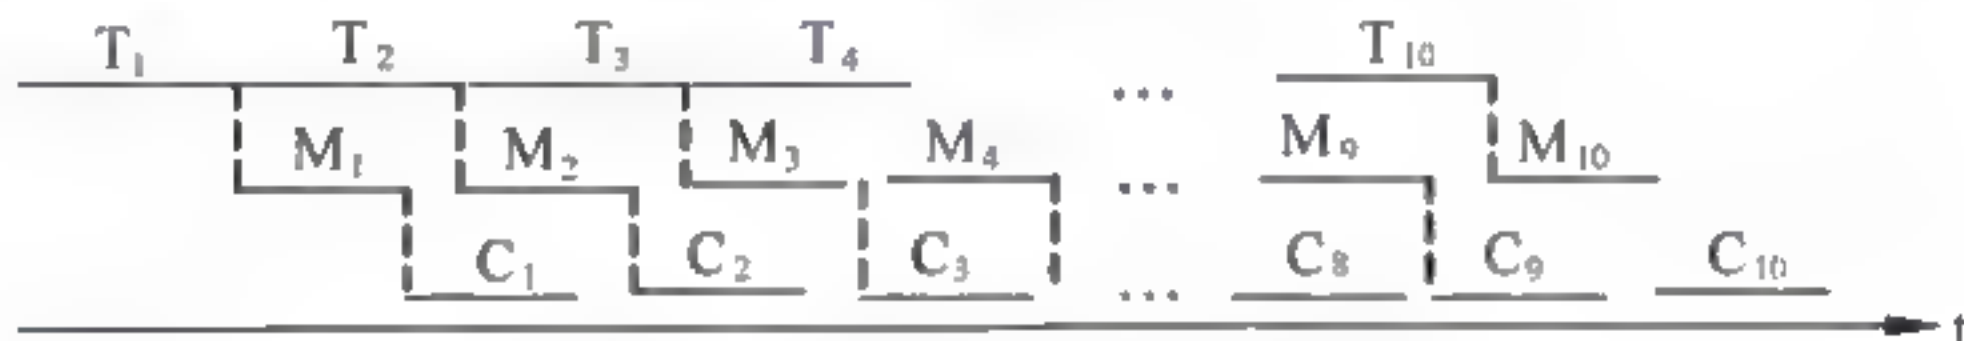 T₁ T₂ T₃ T₄ ... T₁₀
M₁ M₂ M₃ M₄ ... M₉ M₁₀
C₁ C₂ C₃ ... C₈ C₉ C₁₀
t